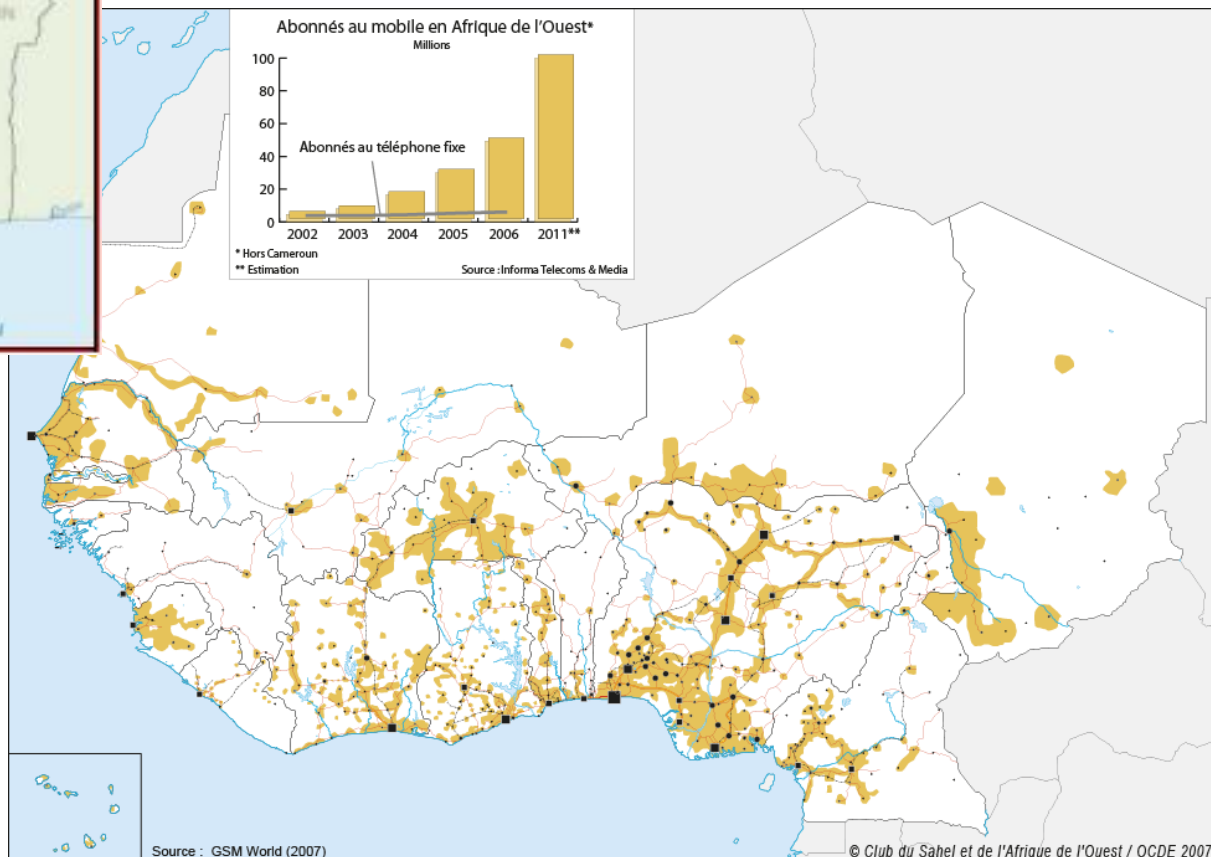 Abonnés au mobile en Afrique de l'Ouest*
Millions
100
80
60
40
20
0
Abonnés au téléphone fixe
2002 2003 2004 2005 2006 2011**
* Hors Cameroun
** Estimation Source : Informa Telecoms & Media
Source : GSM World (2007) © Club du Sahel et de l'Afrique de l'Ouest / OCDE 2007